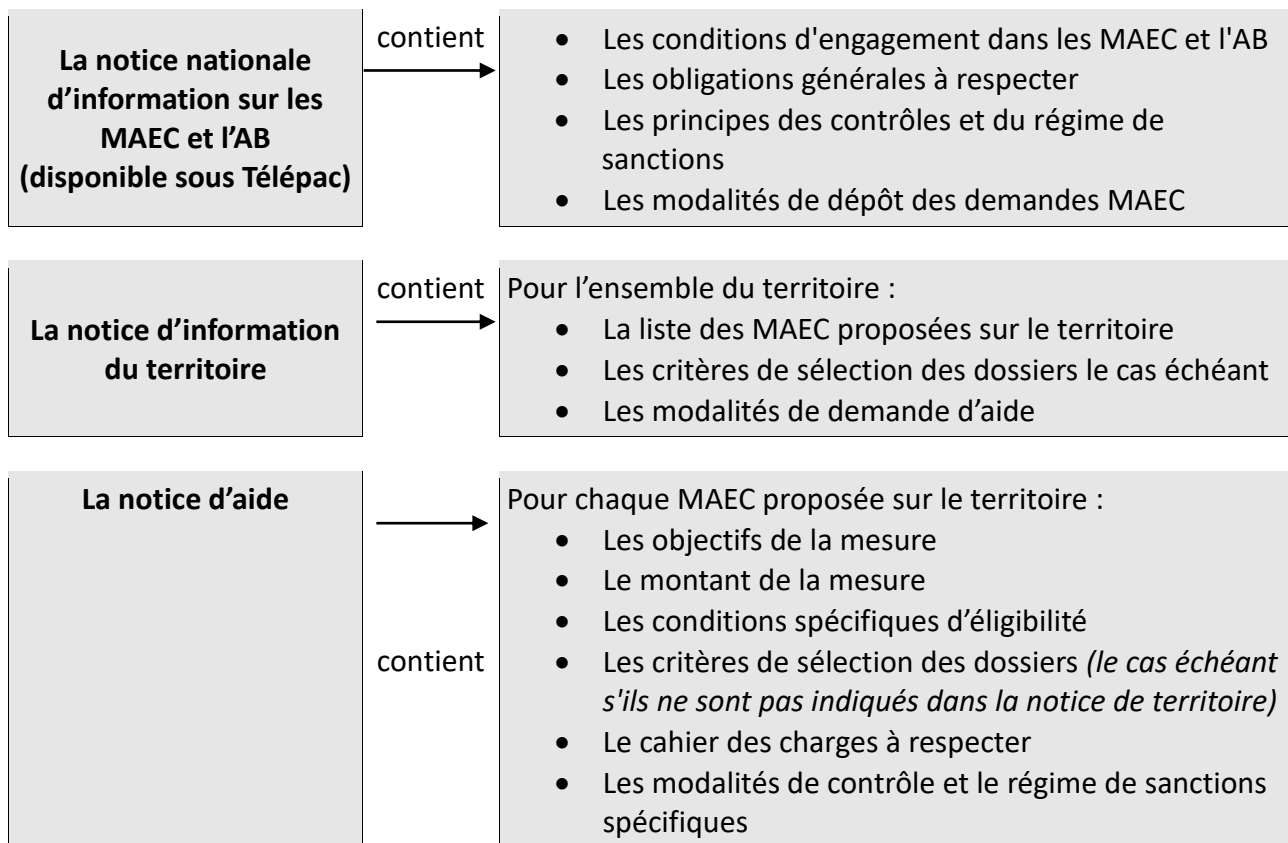 La notice nationale
d’information sur les
MAEC et l’AB
(disponible sous Télépac)
contient
• Les conditions d'engagement dans les MAEC et l'AB
• Les obligations générales à respecter
• Les principes des contrôles et du régime de
sanctions
• Les modalités de dépôt des demandes MAEC
La notice d’information
du territoire
contient
Pour l’ensemble du territoire :
• La liste des MAEC proposées sur le territoire
• Les critères de sélection des dossiers le cas échéant
• Les modalités de demande d’aide
La notice d’aide
contient
Pour chaque MAEC proposée sur le territoire :
• Les objectifs de la mesure
• Le montant de la mesure
• Les conditions spécifiques d’éligibilité
• Les critères de sélection des dossiers (le cas échéant
s'ils ne sont pas indiqués dans la notice de territoire)
• Le cahier des charges à respecter
• Les modalités de contrôle et le régime de sanctions
spécifiques